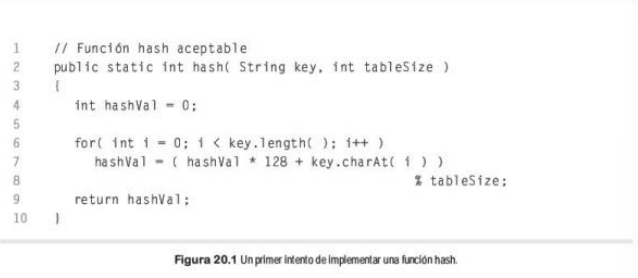 1 // Función hash aceptable
2 public static int hash( String key, int tableSize )
3 {
4 int hashVal = 0;
5
6 for( int i = 0; i < key.length( ); i++ )
7 hashVal = ( hashVal * 128 + key.charAt( i ) )
8 % tableSize;
9 return hashVal;
10 }
Figura 20.1 Un primer intento de implementar una función hash.